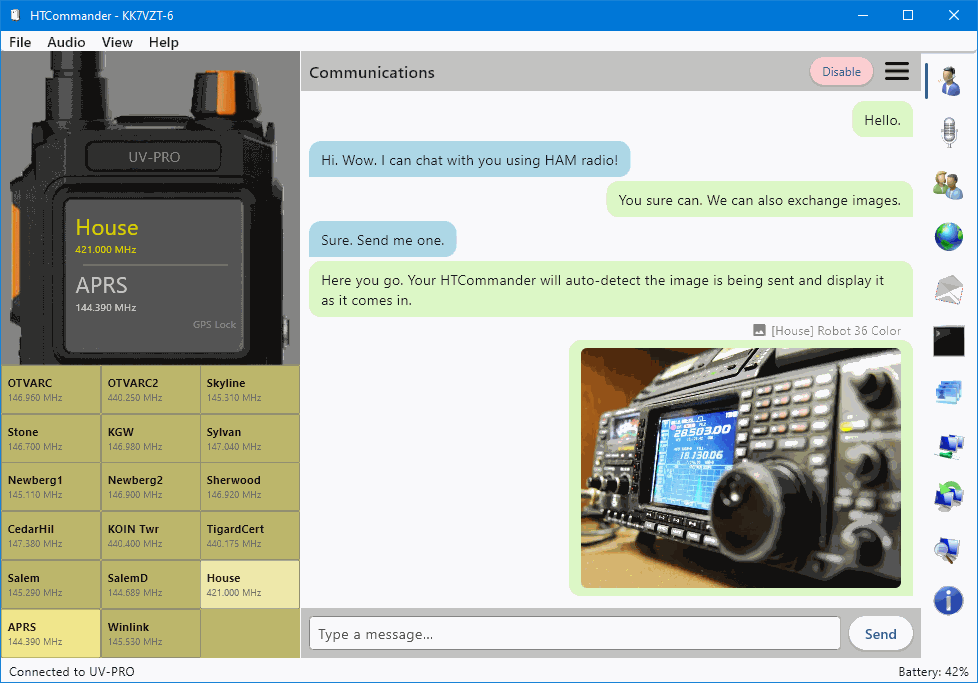 HTCommander - KK7VZT-6
File Audio View Help
UV-PRO
House
421.000 MHz
APRS
144.390 MHz
GPS Lock
OTVARC
146.960 MHz
OTVARC2
440.250 MHz
Skyline
145.310 MHz
Stone
146.700 MHz
KGW
146.980 MHz
Sylvan
147.040 MHz
Newberg1
145.110 MHz
Newberg2
146.900 MHz
Sherwood
146.920 MHz
CedarHil
147.380 MHz
KOIN Twr
440.400 MHz
TigardCert
440.175 MHz
Salem
145.290 MHz
SalemD
144.689 MHz
House
421.000 MHz
APRS
144.390 MHz
Winlink
145.530 MHz
Communications
Disable
Hello.
Hi. Wow. I can chat with you using HAM radio!
You sure can. We can also exchange images.
Sure. Send me one.
Here you go. Your HTCommander will auto-detect the image is being sent and display it
as it comes in.
[House] Robot 36 Color
28.503.00
18.130.06
Type a message...
Send
Connected to UV-PRO
Battery: 42%